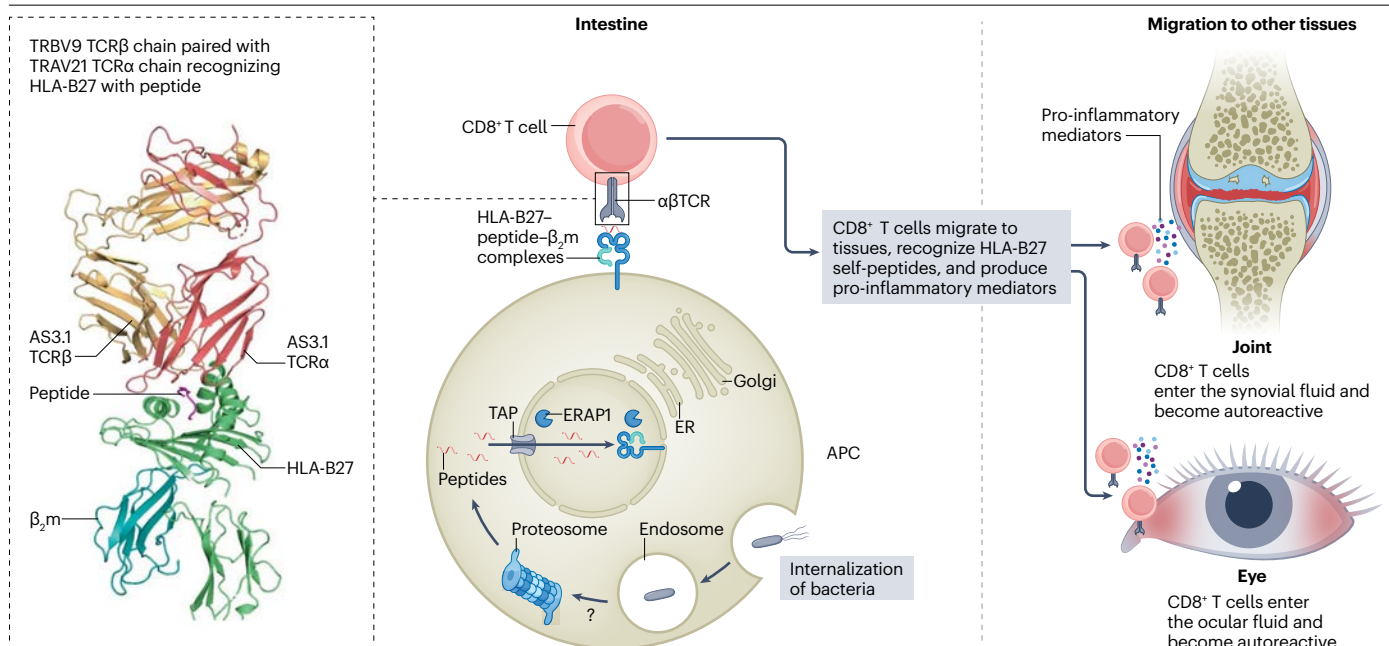 TRBV9 TCRβ chain paired with
TRAV21 TCRα chain recognizing
HLA-B27 with peptide
AS3.1
TCRβ
AS3.1
TCRα
Peptide
HLA-B27
β₂m
Intestine
CD8⁺ T cell
αβTCR
HLA-B27–
peptide–β₂m
complexes
Golgi
ER
TAP
ERAP1
Peptides
APC
Proteosome
Endosome
?
Internalization
of bacteria
CD8⁺ T cells migrate to
tissues, recognize HLA-B27
self-peptides, and produce
pro-inflammatory mediators
Migration to other tissues
Pro-inflammatory
mediators
Joint
CD8⁺ T cells
enter the synovial fluid and
become autoreactive
Eye
CD8⁺ T cells enter
the ocular fluid and
become autoreactive